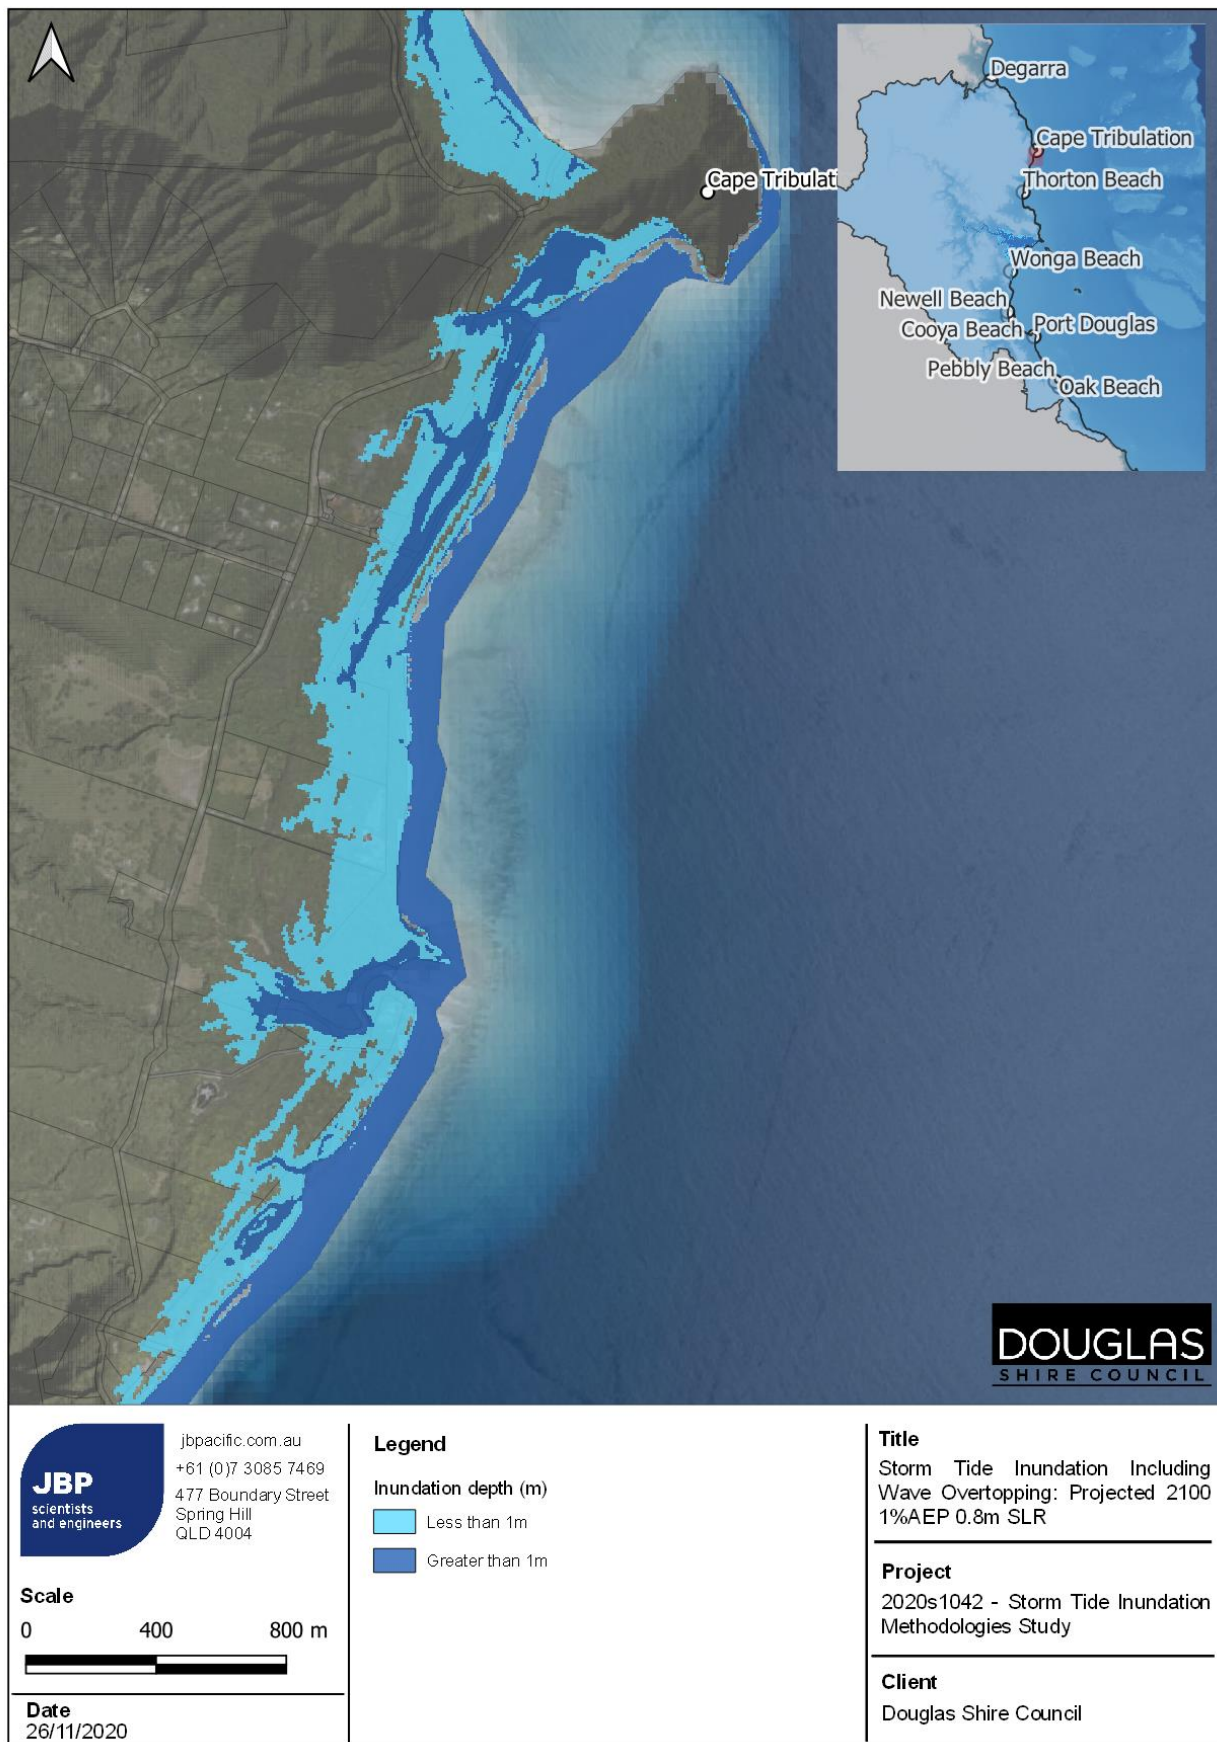 Degarra
Cape Tribulation
Thorton Beach
Wonga Beach
Newell Beach
Cooya Beach
Port Douglas
Pebbly Beach
Oak Beach
Cape Tribulati
DOUGLAS
SHIRE COUNCIL
JBP
scientists
and engineers
jbpacific.com.au
+61 (0)7 3085 7469
477 Boundary Street
Spring Hill
QLD 4004
Scale
0 400 800 m
Date
26/11/2020
Legend
Inundation depth (m)
Less than 1m
Greater than 1m
Title
Storm Tide Inundation Including
Wave Overtopping: Projected 2100
1%AEP 0.8m SLR
Project
2020s1042 - Storm Tide Inundation
Methodologies Study
Client
Douglas Shire Council